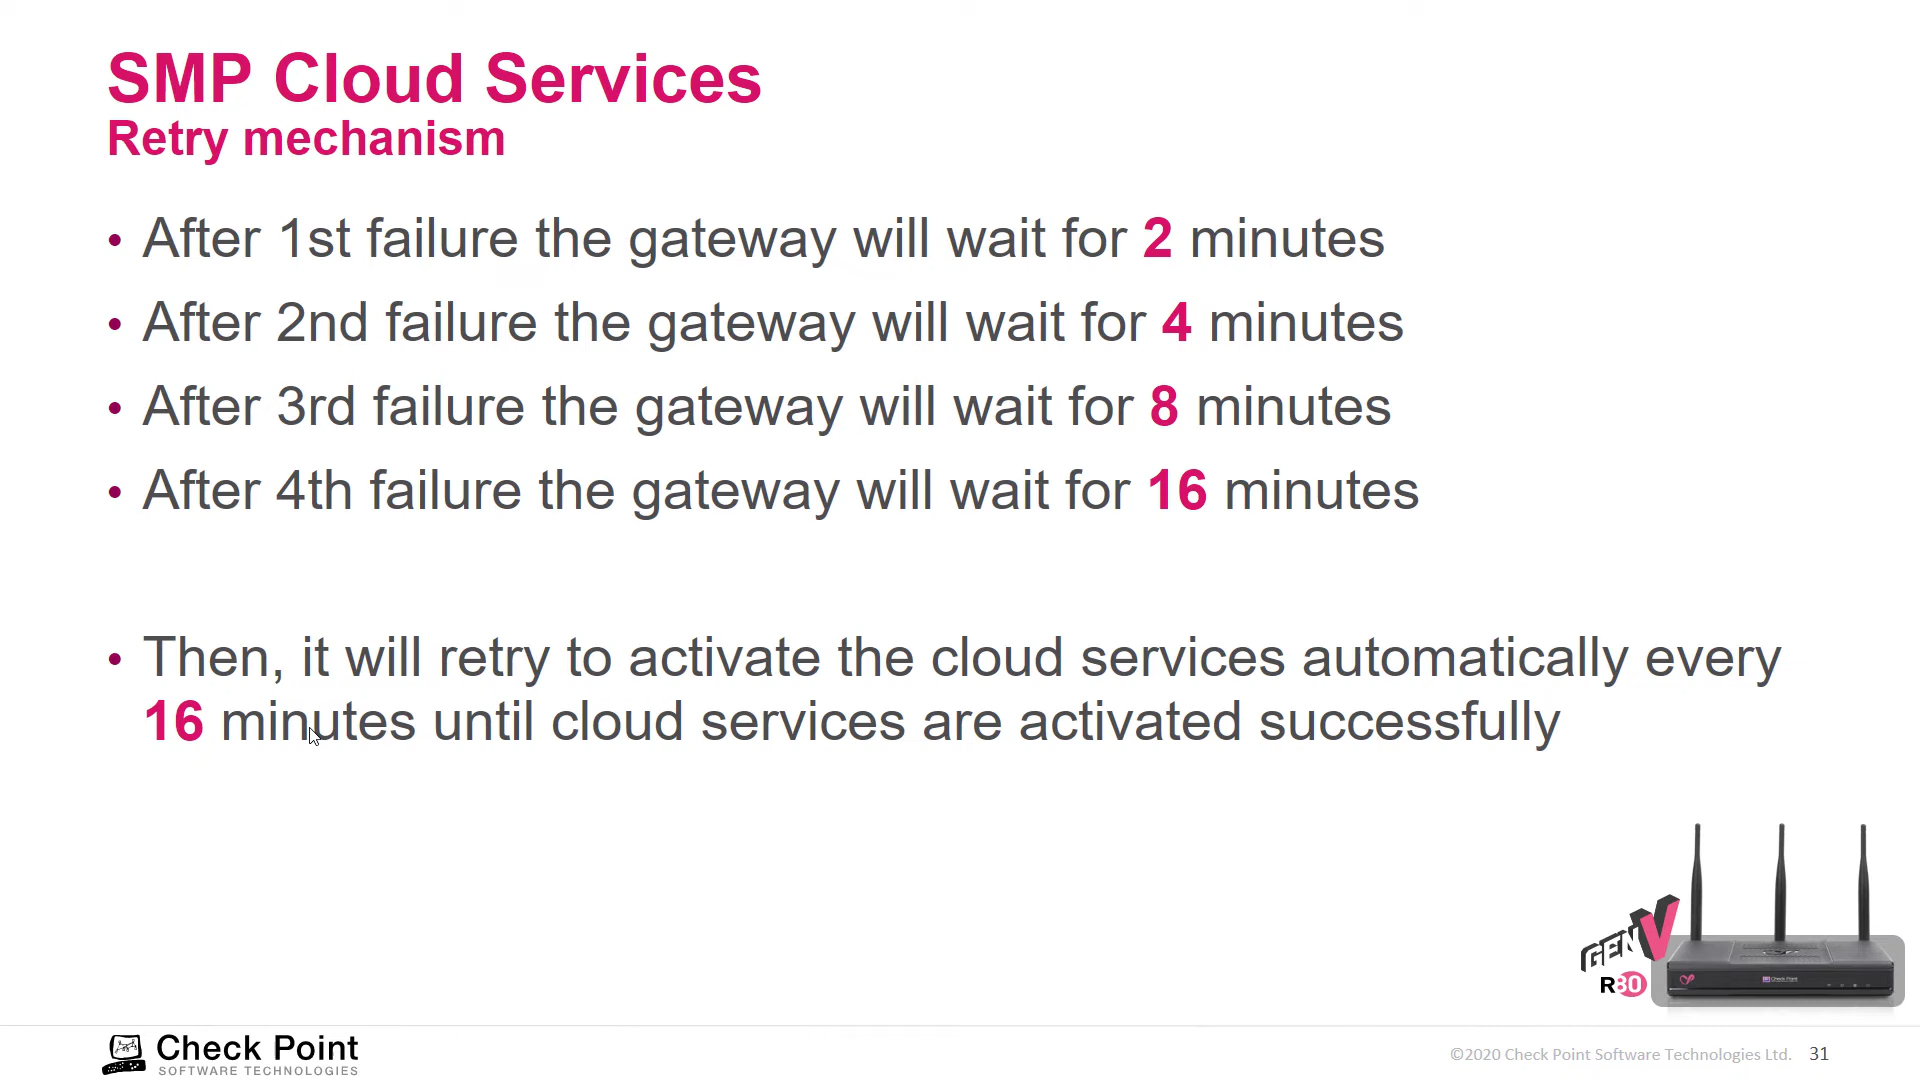 SMP Cloud Services
Retry mechanism
• After 1st failure the gateway will wait for 2 minutes
• After 2nd failure the gateway will wait for 4 minutes
• After 3rd failure the gateway will wait for 8 minutes
• After 4th failure the gateway will wait for 16 minutes
• Then, it will retry to activate the cloud services automatically every
16 minutes until cloud services are activated successfully
GEN V
R80
Check Point
Check Point
SOFTWARE TECHNOLOGIES
©2020 Check Point Software Technologies Ltd. 31